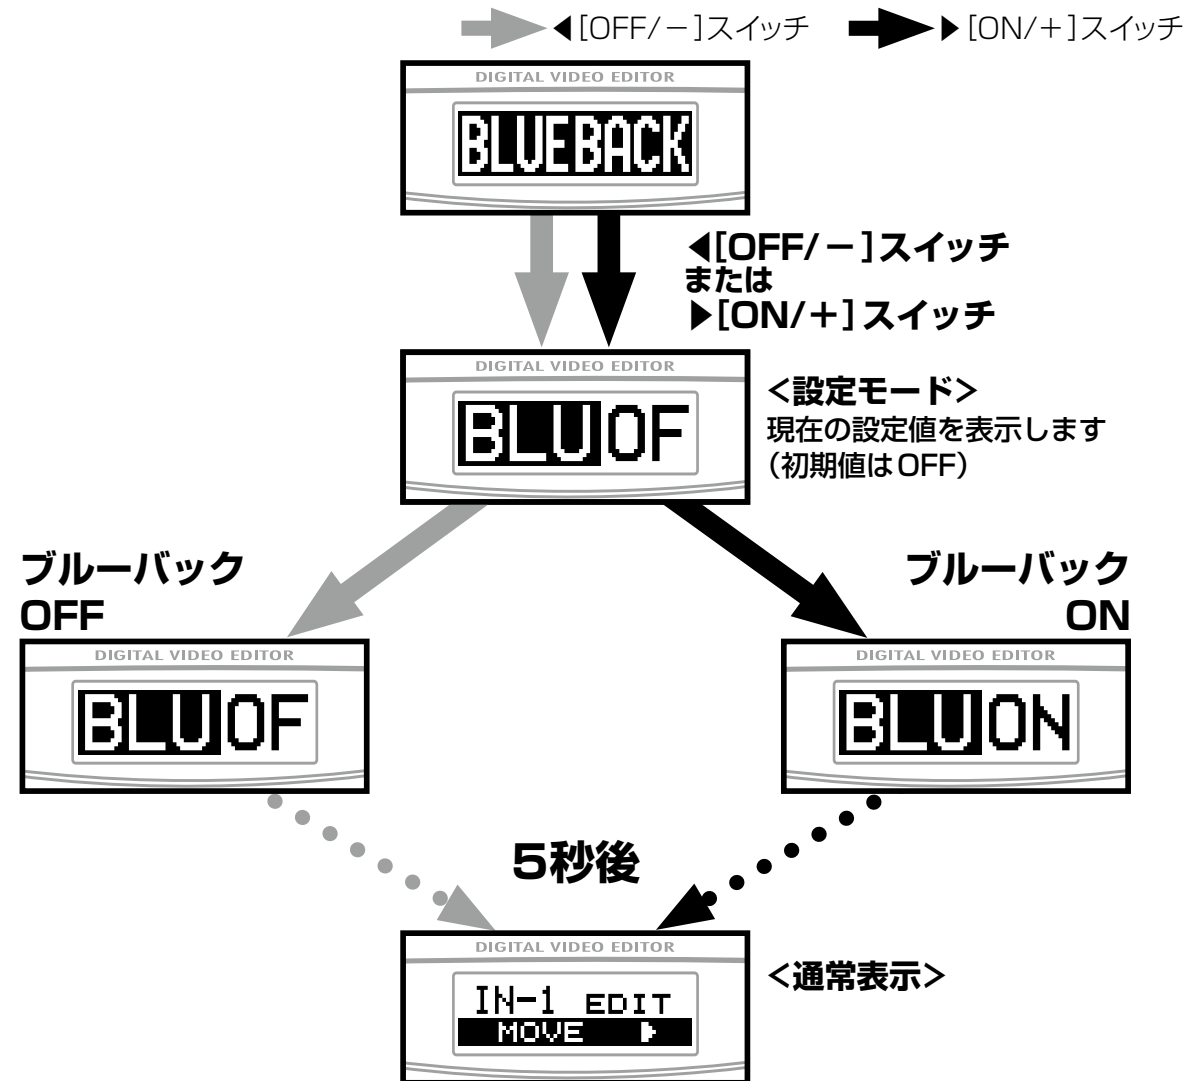 ◀[OFF/－]スイッチ ▶[ON/＋]スイッチ
DIGITAL VIDEO EDITOR
BLUEBACK
◀[OFF/－]スイッチ
または
▶[ON/＋]スイッチ
DIGITAL VIDEO EDITOR
BLUOF
＜設定モード＞
現在の設定値を表示します
（初期値はOFF）
ブルーバック
OFF
DIGITAL VIDEO EDITOR
BLUOF
ブルーバック
ON
DIGITAL VIDEO EDITOR
BLUON
5秒後
DIGITAL VIDEO EDITOR
IN-1 EDIT
MOVE ▶
＜通常表示＞